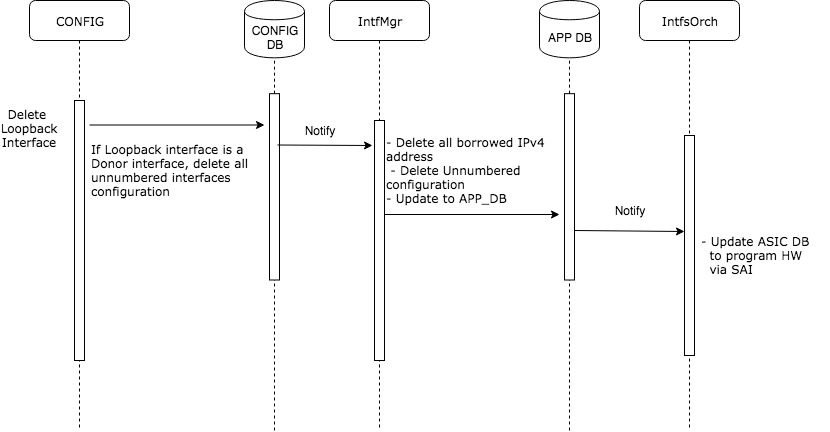 CONFIG
CONFIG
DB
IntfMgr
APP DB
IntfsOrch
Delete
Loopback
Interface
If Loopback interface is a
Donor interface, delete all
unnumbered interfaces
configuration
Notify
- Delete all borrowed IPv4
address
- Delete Unnumbered
configuration
- Update to APP_DB
Notify
- Update ASIC DB
to program HW
via SAI